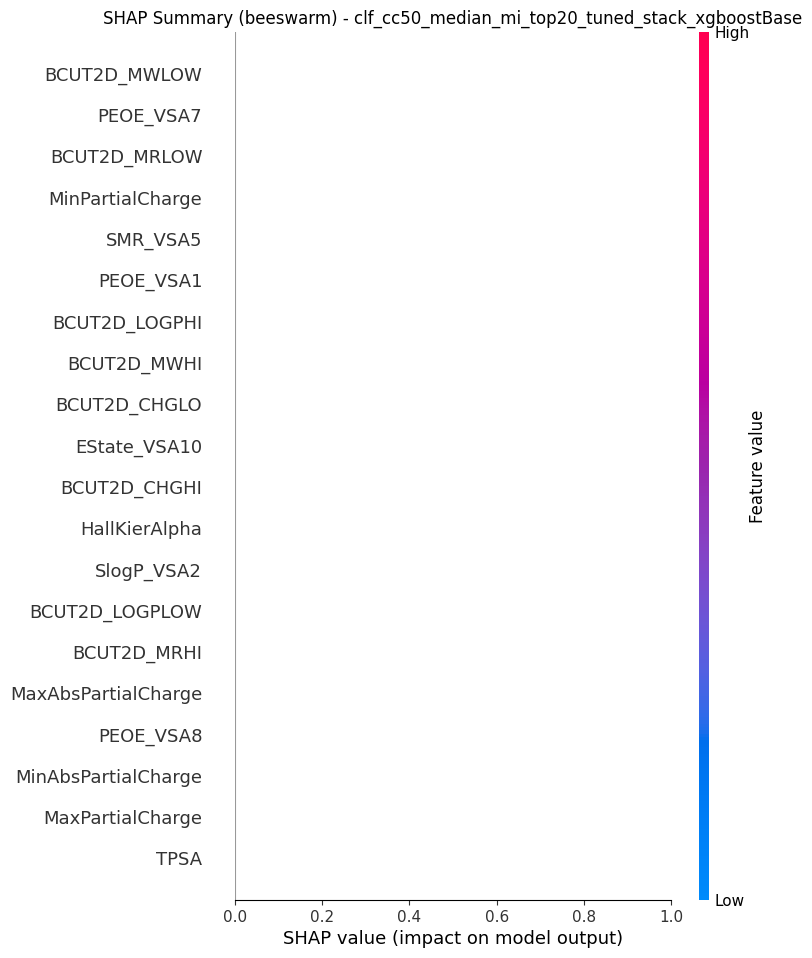 SHAP Summary (beeswarm) - clf_cc50_median_mi_top20_tuned_stack_xgboostBase
High
BCUT2D_MWLOW
PEOE_VSA7
BCUT2D_MRLOW
MinPartialCharge
SMR_VSA5
PEOE_VSA1
BCUT2D_LOGPHI
BCUT2D_MWHI
BCUT2D_CHGLO
EState_VSA10
BCUT2D_CHGHI
HallKierAlpha
SlogP_VSA2
BCUT2D_LOGPLOW
BCUT2D_MRHI
MaxAbsPartialCharge
PEOE_VSA8
MinAbsPartialCharge
MaxPartialCharge
TPSA
Feature value
Low
0.0 0.2 0.4 0.6 0.8 1.0
SHAP value (impact on model output)